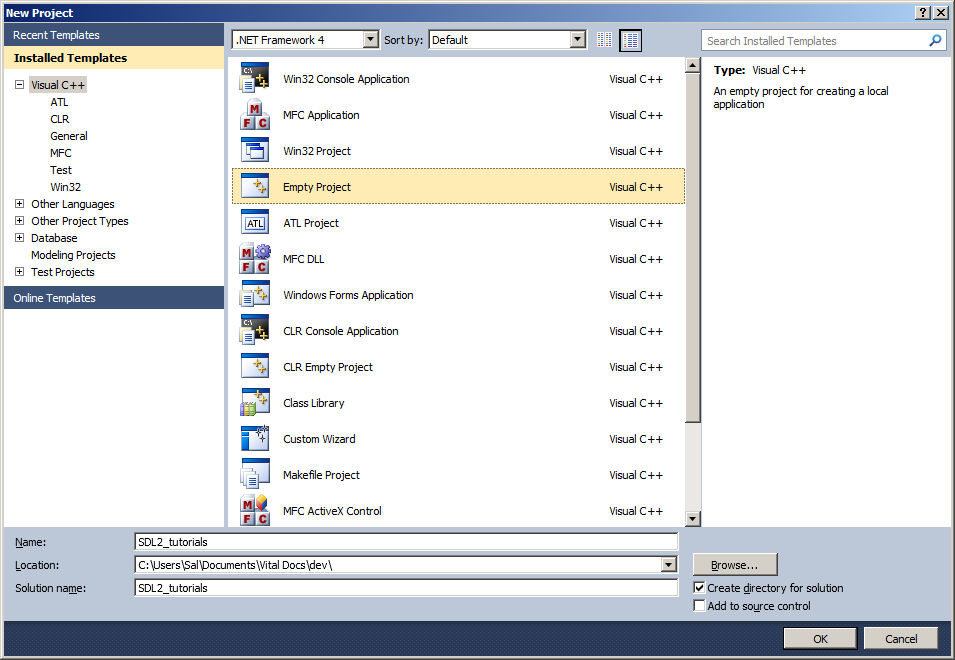 New Project
Recent Templates
Installed Templates
Visual C++
ATL
CLR
General
MFC
Test
Win32
Other Languages
Other Project Types
Database
Modeling Projects
Test Projects
Online Templates
.NET Framework 4 Sort by: Default
Win32 Console Application Visual C++
MFC Application Visual C++
Win32 Project Visual C++
Empty Project Visual C++
ATL Project Visual C++
MFC DLL Visual C++
Windows Forms Application Visual C++
CLR Console Application Visual C++
CLR Empty Project Visual C++
Class Library Visual C++
Custom Wizard Visual C++
Makefile Project Visual C++
MFC ActiveX Control Visual C++
Search Installed Templates
Type: Visual C++
An empty project for creating a local
application
Name: SDL2_tutorials
Location: C:\Users\Sal\Documents\Vital Docs\dev\ Browse...
Solution name: SDL2_tutorials
Create directory for solution
Add to source control
OK Cancel